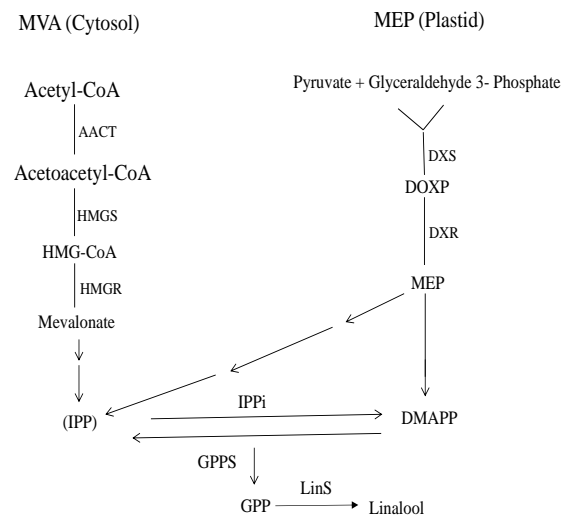 MVA (Cytosol)
MEP (Plastid)
Acetyl-CoA
Pyruvate + Glyceraldehyde 3- Phosphate
AACT
DXS
Acetoacetyl-CoA
DOXP
HMGS
DXR
HMG-CoA
MEP
HMGR
Mevalonate
(IPP)
IPPi
DMAPP
GPPS
GPP
LinS
Linalool